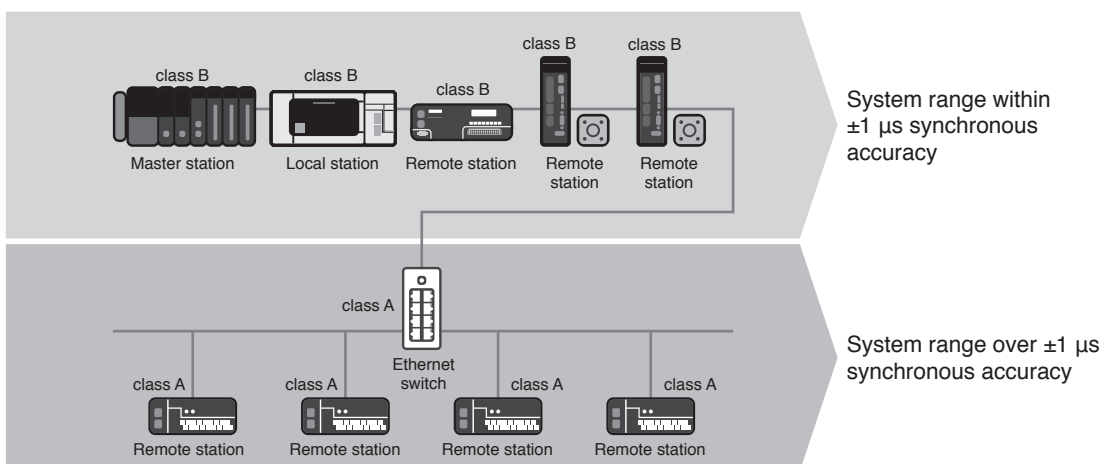 class B
class B
class B
class B
class B
Master station
Local station
Remote station
Remote
station
Remote
station
System range within
±1 μs synchronous
accuracy
class A
Ethernet
switch
class A
class A
class A
class A
Remote station
Remote station
Remote station
Remote station
System range over ±1 μs
synchronous accuracy